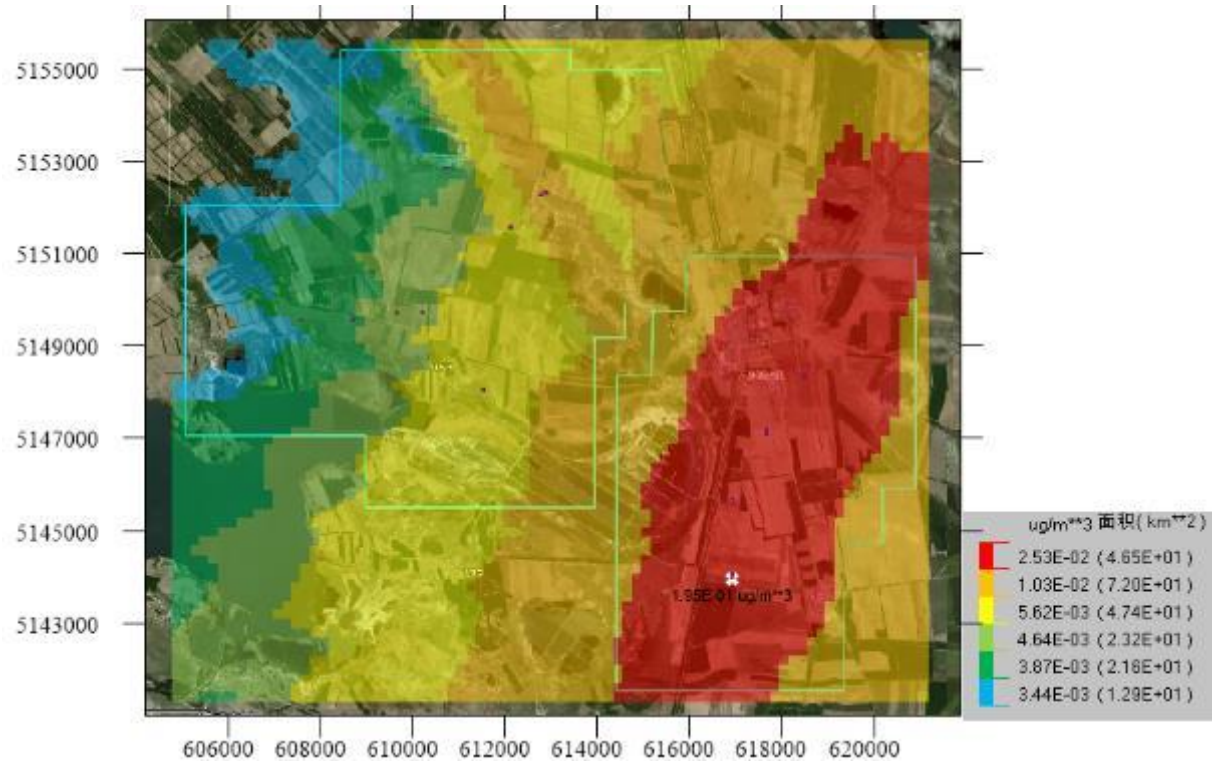 5155000
5153000
5151000
5149000
5147000
5145000
5143000
606000 608000 610000 612000 614000 616000 618000 620000
1.95E-01 ug/m**3
ug/m**3 面积(km**2)
2.53E-02 (4.65E+01)
1.03E-02 (7.20E+01)
5.62E-03 (4.74E+01)
4.64E-03 (2.32E+01)
3.87E-03 (2.16E+01)
3.44E-03 (1.29E+01)